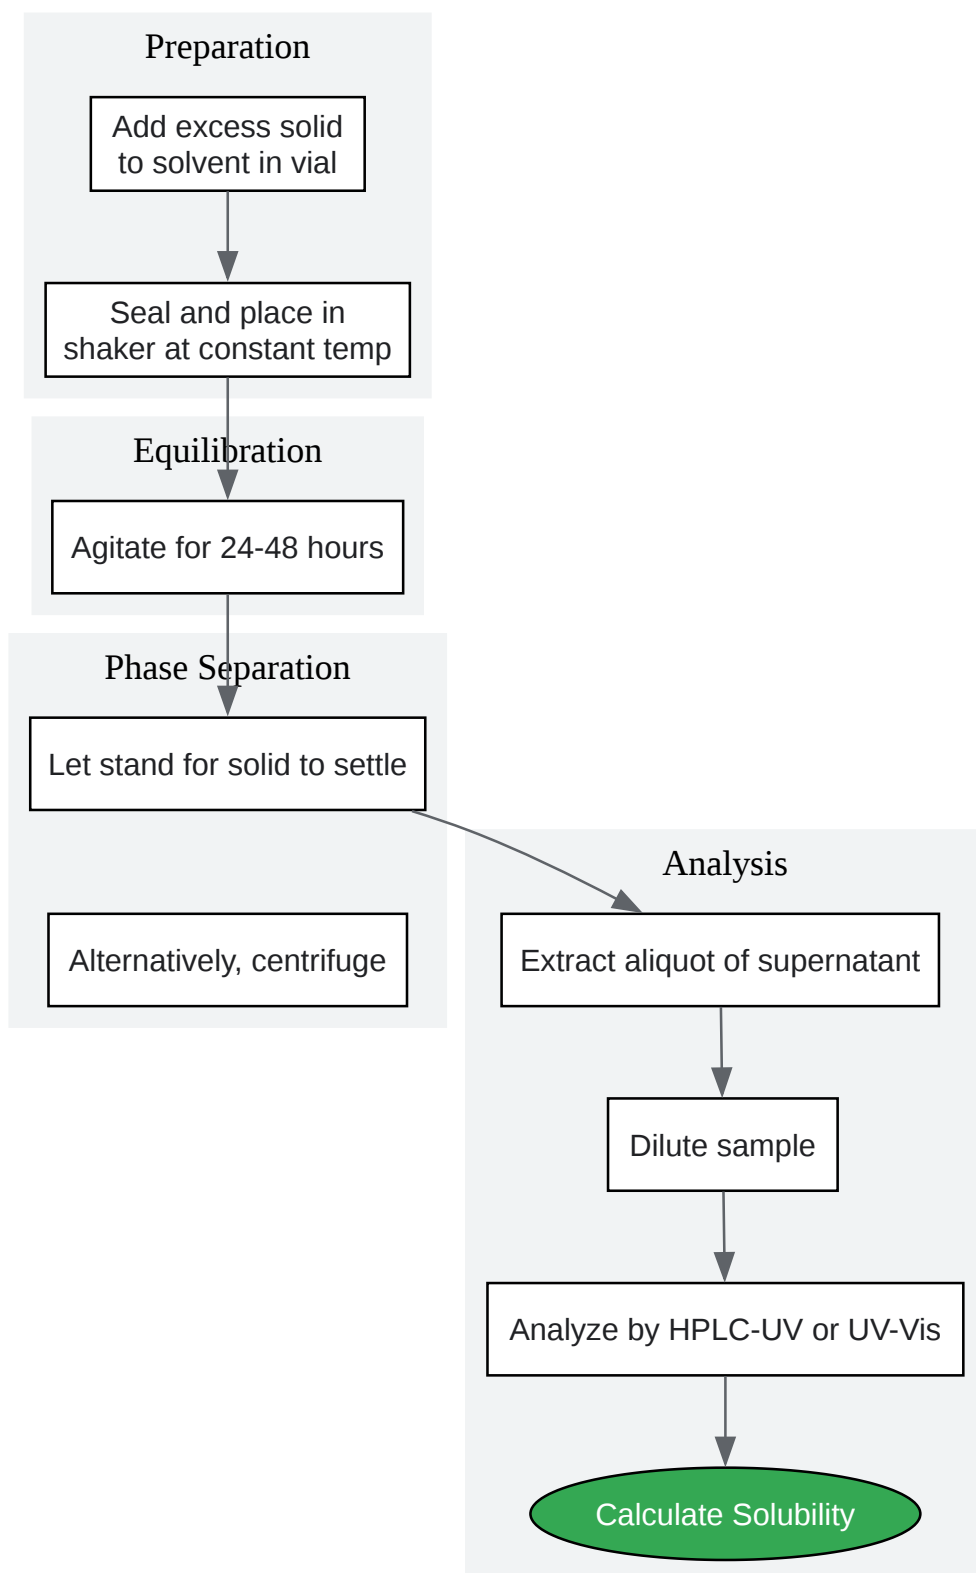 Preparation
Add excess solid
to solvent in vial
Seal and place in
shaker at constant temp
Equilibration
Agitate for 24-48 hours
Phase Separation
Let stand for solid to settle
Alternatively, centrifuge
Analysis
Extract aliquot of supernatant
Dilute sample
Analyze by HPLC-UV or UV-Vis
Calculate Solubility